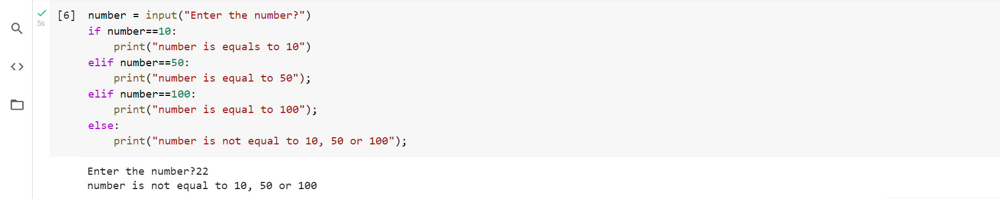 [6] number = input("Enter the number?")
5s
if number==10:
    print("number is equals to 10")
elif number==50:
    print("number is equal to 50");
elif number==100:
    print("number is equal to 100");
else:
    print("number is not equal to 10, 50 or 100");
Enter the number?22
number is not equal to 10, 50 or 100